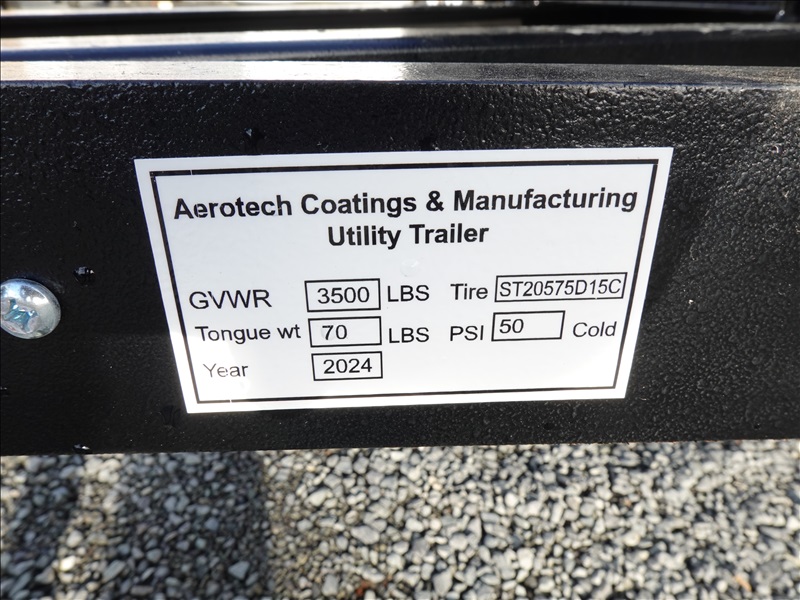 Aerotech Coatings & Manufacturing
Utility Trailer
GVWR 3500 LBS Tire ST20575D15C
Tongue wt 70 LBS PSI 50 Cold
Year 2024